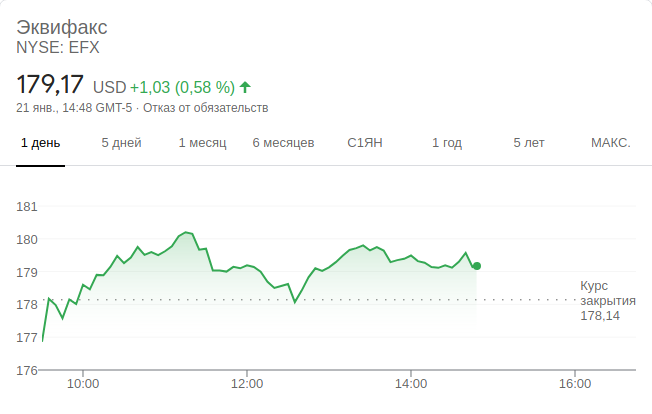 Эквифакс
NYSE: EFX
179,17 USD +1,03 (0,58 %)
21 янв., 14:48 GMT-5 · Отказ от обязательств
1 день 5 дней 1 месяц 6 месяцев С1ЯН 1 год 5 лет МАКС.
181
180
179
178
177
176
Курс
закрытия
178,14
10:00 12:00 14:00 16:00